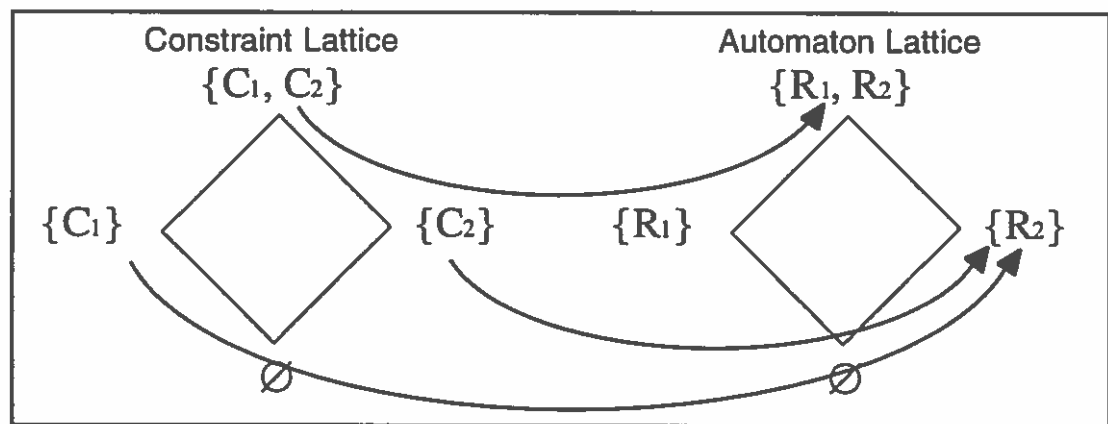 Constraint Lattice
{C₁, C₂}
{C₁}
{C₂}
∅
Automaton Lattice
{R₁, R₂}
{R₁}
{R₂}
∅